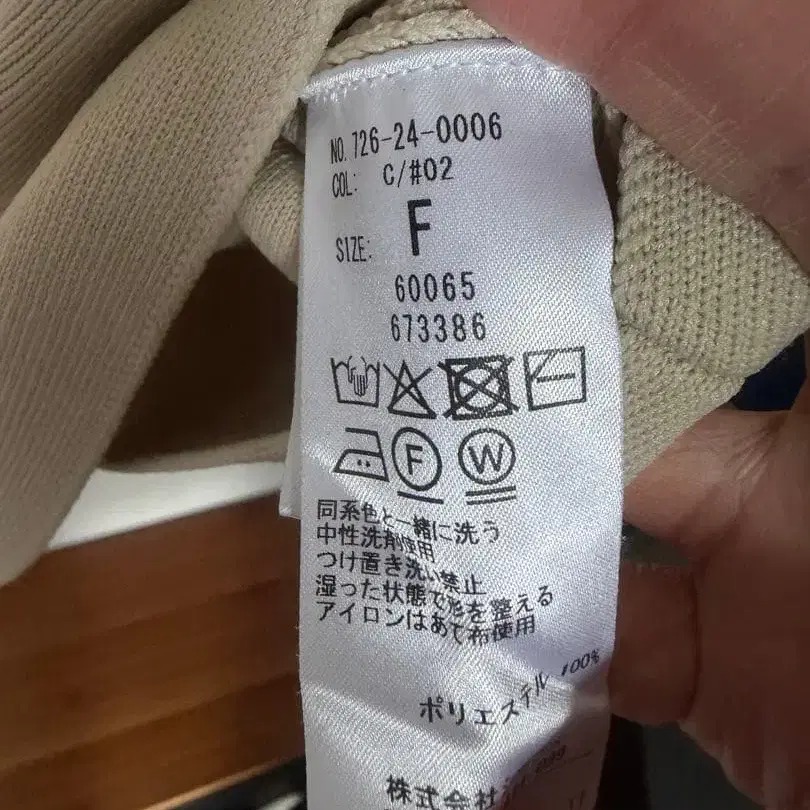 NO. 726-24-0006
COL: C/#02
SIZE: F
60065
673386
F W
同系色と一緒に洗う
中性洗剤使用
つけ置き洗い禁止
湿った状態で形を整える
アイロンはあて布使用
ポリエステル 100%
株式会社